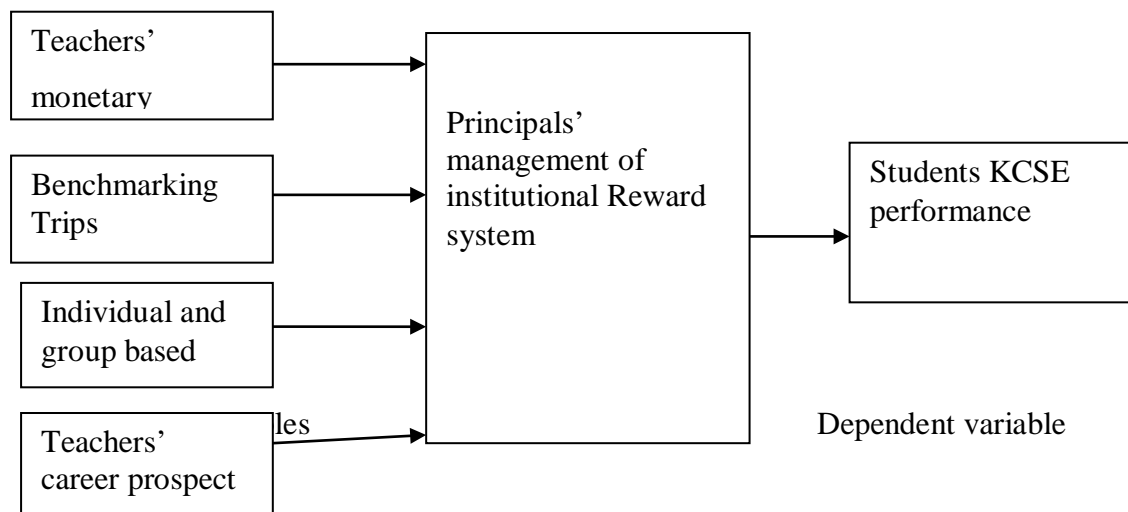 Teachers’
monetary
Benchmarking
Trips
Individual and
group based
Teachers’
career prospect
Principals’
management of
institutional Reward
system
Students KCSE
performance
les
Dependent variable